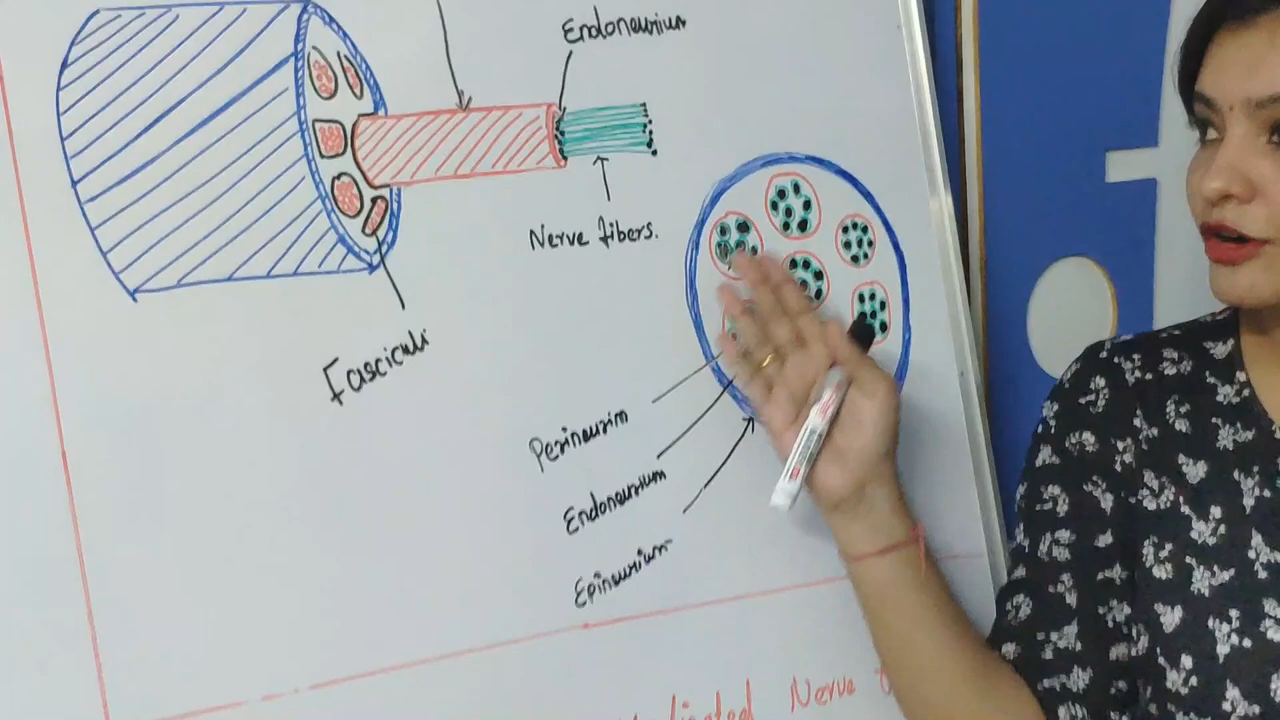 Endoneurium
Nerve fibers.
Fasciculi
Perineurim
Endoneurium
Epineurium
Nerve